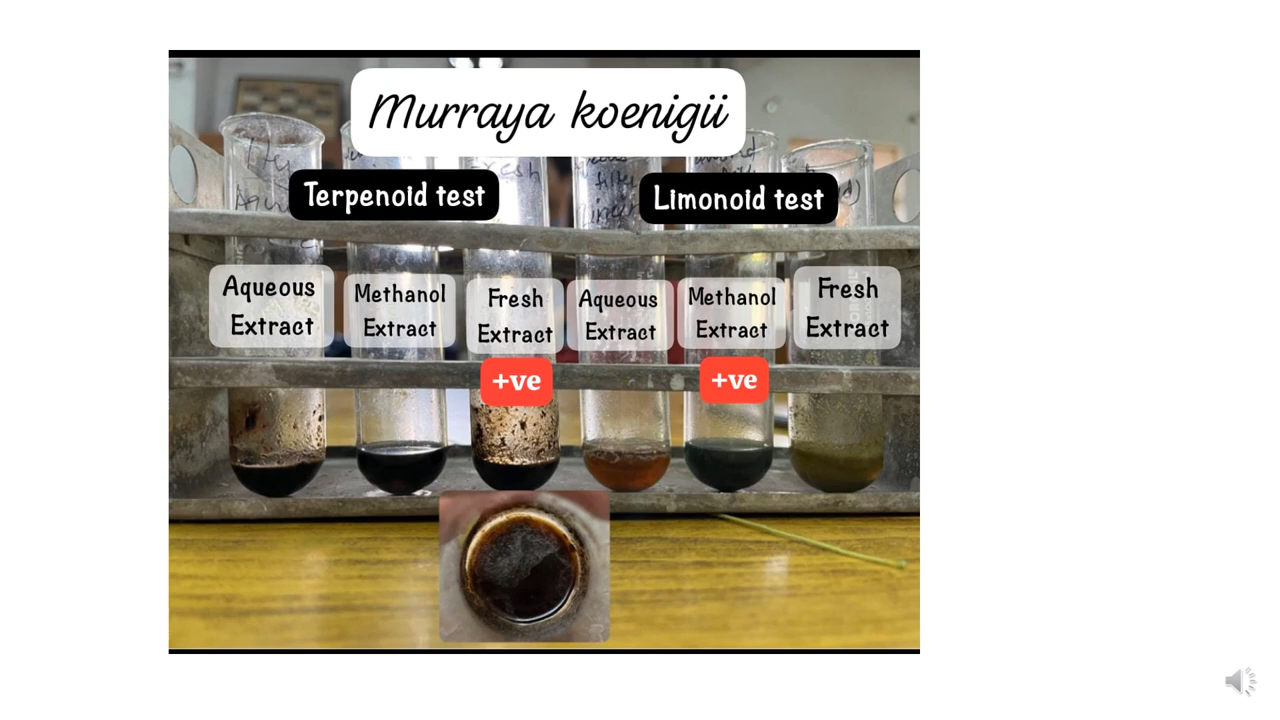 Murraya koenigii
Terpenoid test
Limonoid test
Aqueous
Extract
Methanol
Extract
Fresh
Extract
+ve
Aqueous
Extract
Methanol
Extract
+ve
Fresh
Extract